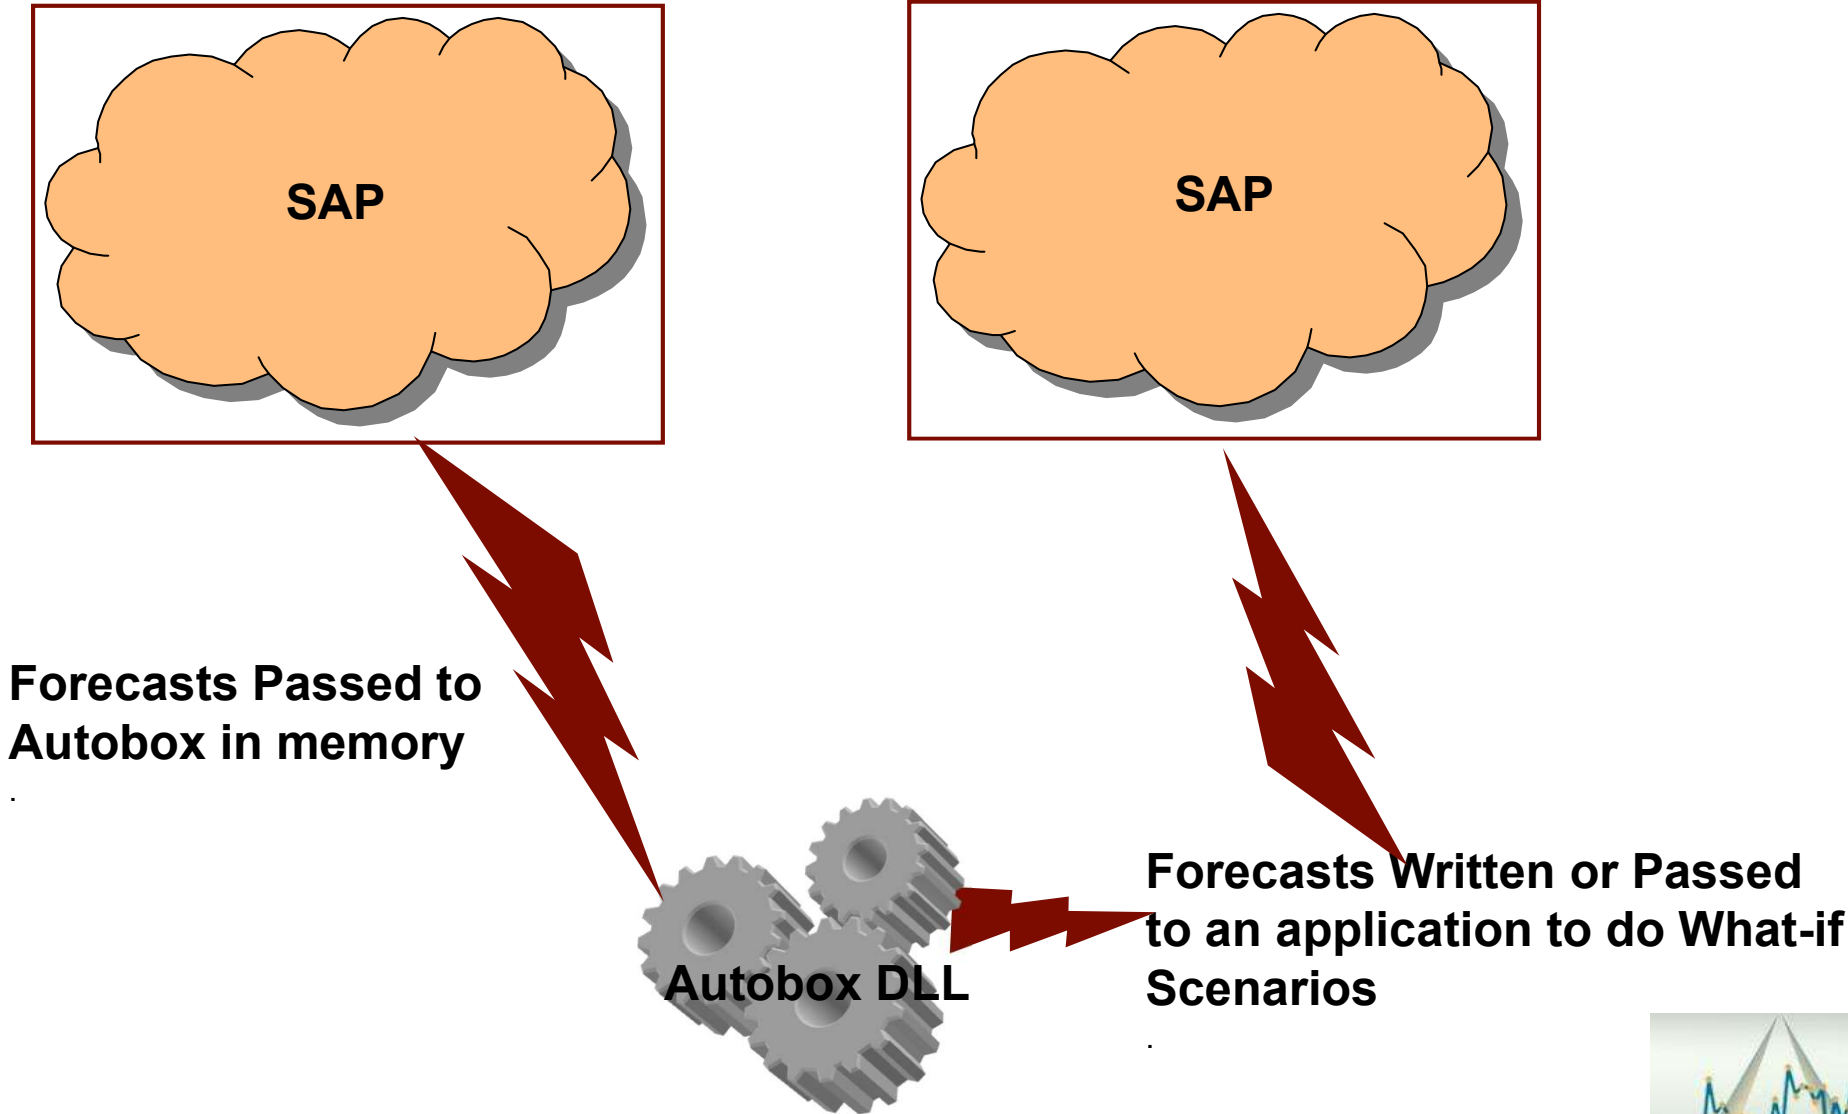 SAP
SAP
Forecasts Passed to
Autobox in memory
.
Autobox DLL
Forecasts Written or Passed
to an application to do What-if
Scenarios
.